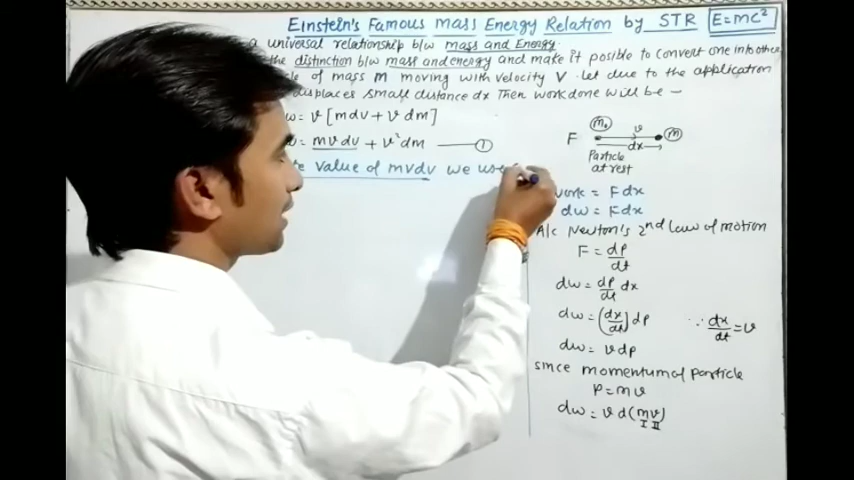 Einstein's Famous mass Energy Relation by STR E=mc²
a universal relationship b/w mass and Energy
the distinction b/w mass and energy and make it posible to convert one into other
of mass m moving with velocity v. Let due to the application
displaces small distance dx Then workdone will be –
w = v[mdv + v dm]
= mvdv + v²dm —— ①
value of mvdv we use
F m₀ v m
dx
Particle
at rest
work = Fdx
dw = Fdx
A/c Newton's 2nd law of motion
F = dp/dt
dw = dp/dt dx
dw = (dx/dt) dp ∵ dx/dt = v
dw = v dp
since momentum of particle
P = mv
dw = v d(mv)
I II